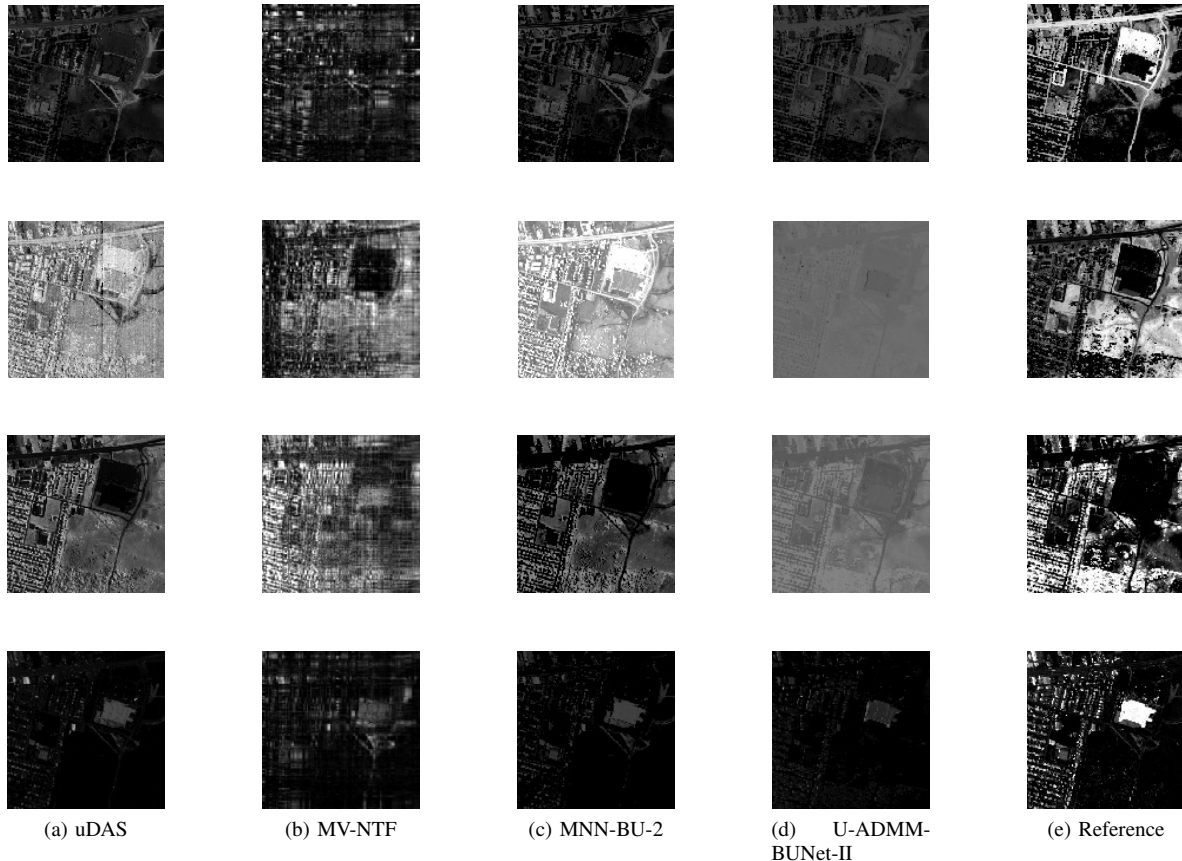 (a) uDAS
(b) MV-NTF
(c) MNN-BU-2
(d) U-ADMM-
BUNet-II
(e) Reference